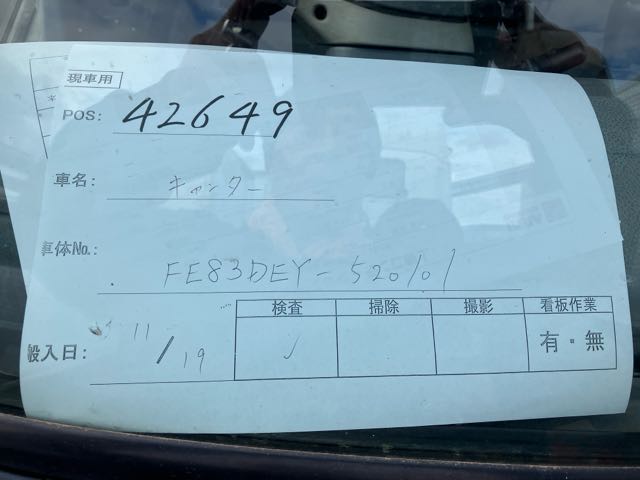 現車用
POS: 42649
車名: キャンター
車体No.: FE83DEY-520101
搬入日: 11/19
検査 掃除 撮影 看板作業
✓ 有・無